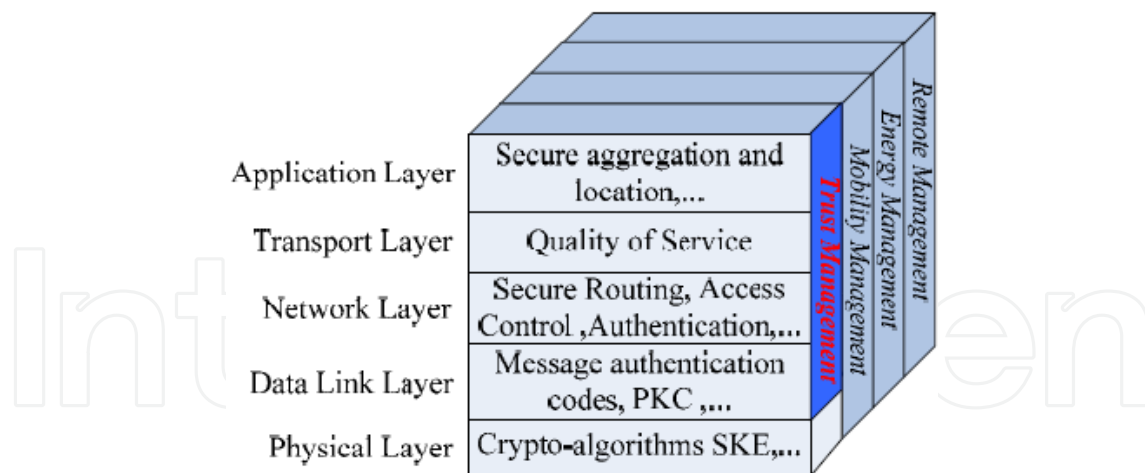 Application Layer
Secure aggregation and
location,...
Transport Layer
Quality of Service
Network Layer
Secure Routing, Access
Control ,Authentication,...
Data Link Layer
Message authentication
codes, PKC ,...
Physical Layer
Crypto-algorithms SKE,...
Trust Management
Mobility Management
Energy Management
Remote Management
Int
en